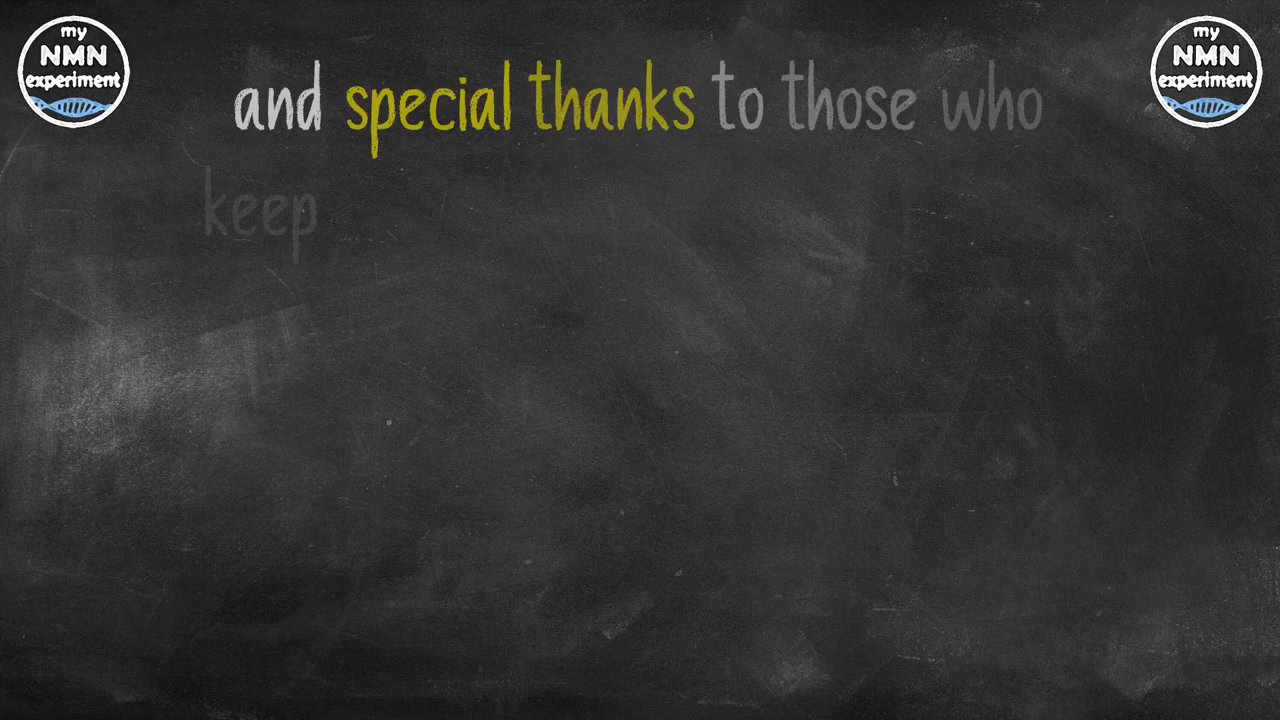 my
NMN
experiment
my
NMN
experiment
and special thanks to those who
keep